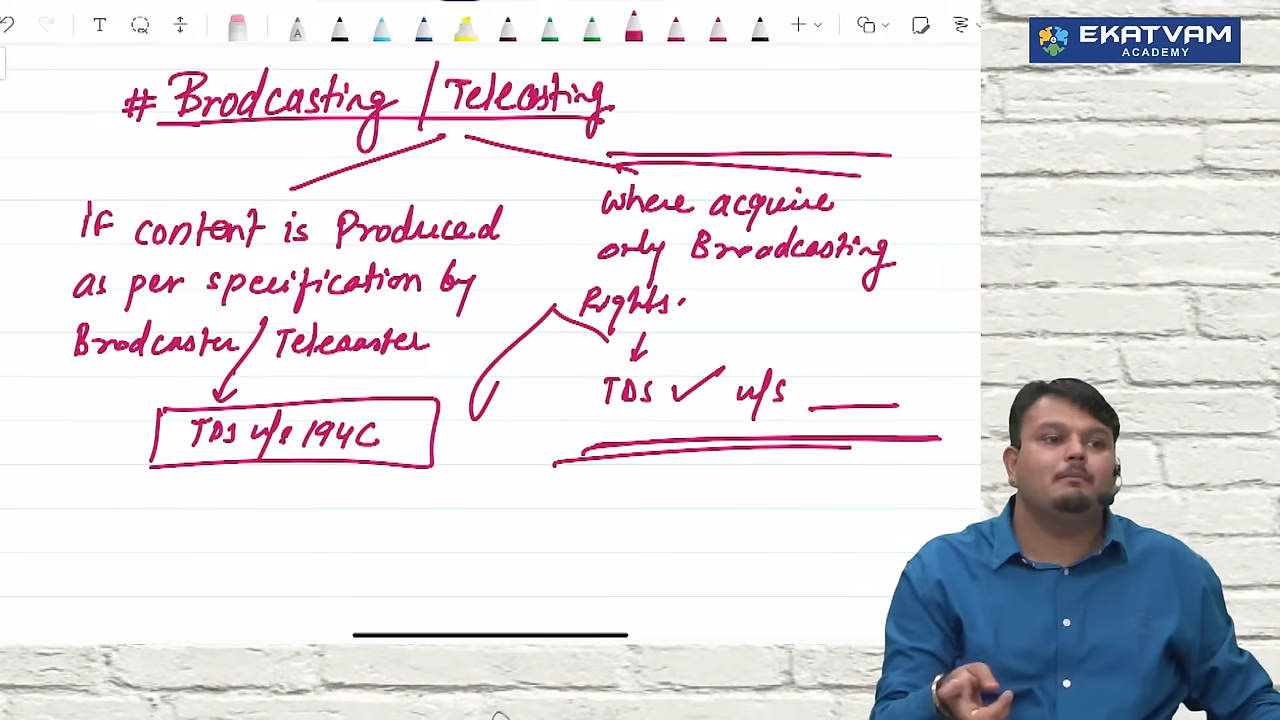 EKATVAM
ACADEMY
# Brodcasting / Telecasting
If content is Produced
as per specification by
Brodcaster / Telecaster
TDS u/s 194C
where acquire
only Broadcasting
Rights.
TDS ✓ u/s